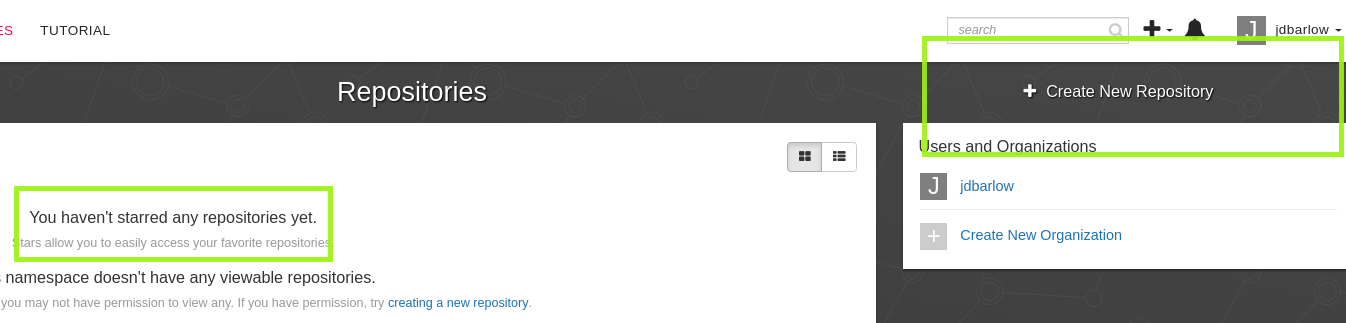 ES TUTORIAL search J jdbarlow
Repositories
Create New Repository
Users and Organizations
J jdbarlow
Create New Organization
You haven't starred any repositories yet.
Stars allow you to easily access your favorite repositories.
namespace doesn't have any viewable repositories.
you may not have permission to view any. If you have permission, try creating a new repository.